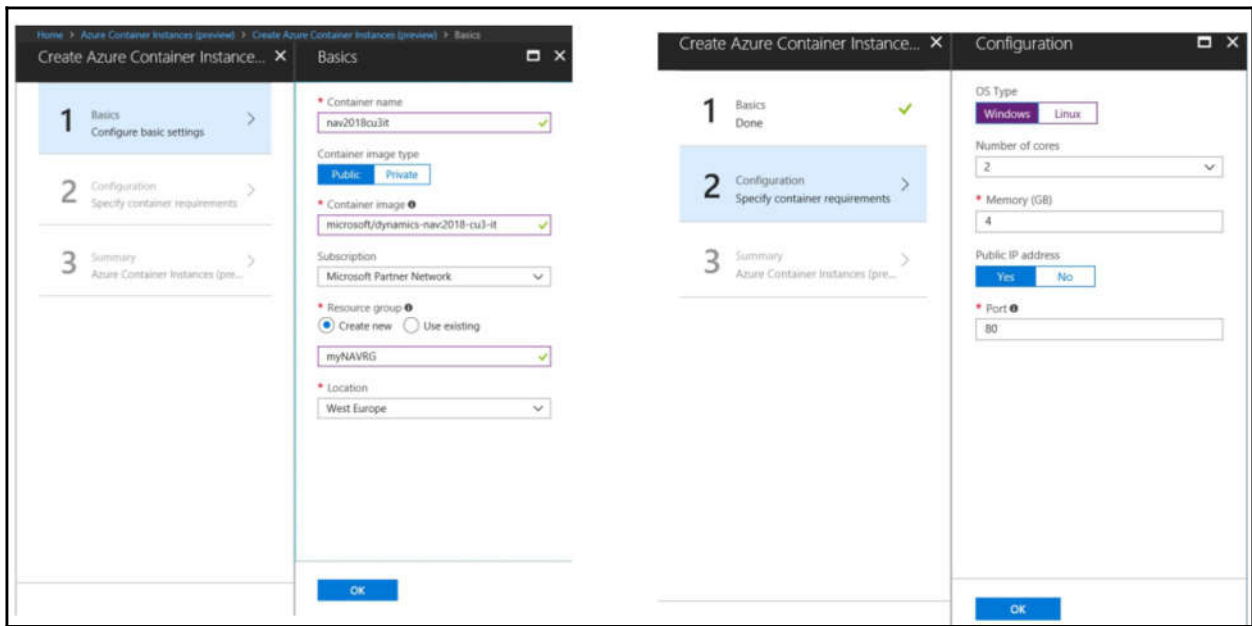 Home > Azure Container Instances (preview) > Create Azure Container Instances (preview) > Basics
Create Azure Container Instance...
Basics
1
Basics
Configure basic settings
2
Configuration
Specify container requirements
3
Summary
Azure Container Instances (pre...
* Container name
nav2018cu3it
Container image type
Public Private
* Container image
microsoft/dynamics-nav:2018-cu3-it
Subscription
Microsoft Partner Network
* Resource group
Create new Use existing
myNAVRG
* Location
West Europe
OK
Create Azure Container Instance...
Configuration
1
Basics
Done
2
Configuration
Specify container requirements
3
Summary
Azure Container Instances (pre...
OS Type
Windows Linux
Number of cores
2
* Memory (GB)
4
Public IP address
Yes No
* Port
80
OK